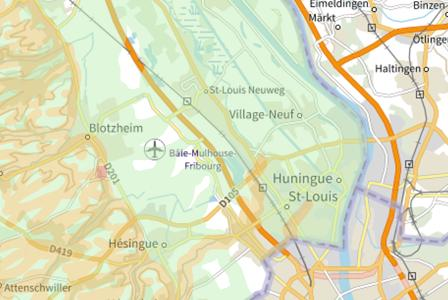 Eimeldingen
Märkt
Binzen
Ötlingen
Haltingen
St-Louis Neuweg
Village-Neuf
Blotzheim
Bâle-Mulhouse-
Fribourg
D201
Huningue
St-Louis
D105
Hésingue
D419
Attenschwiller